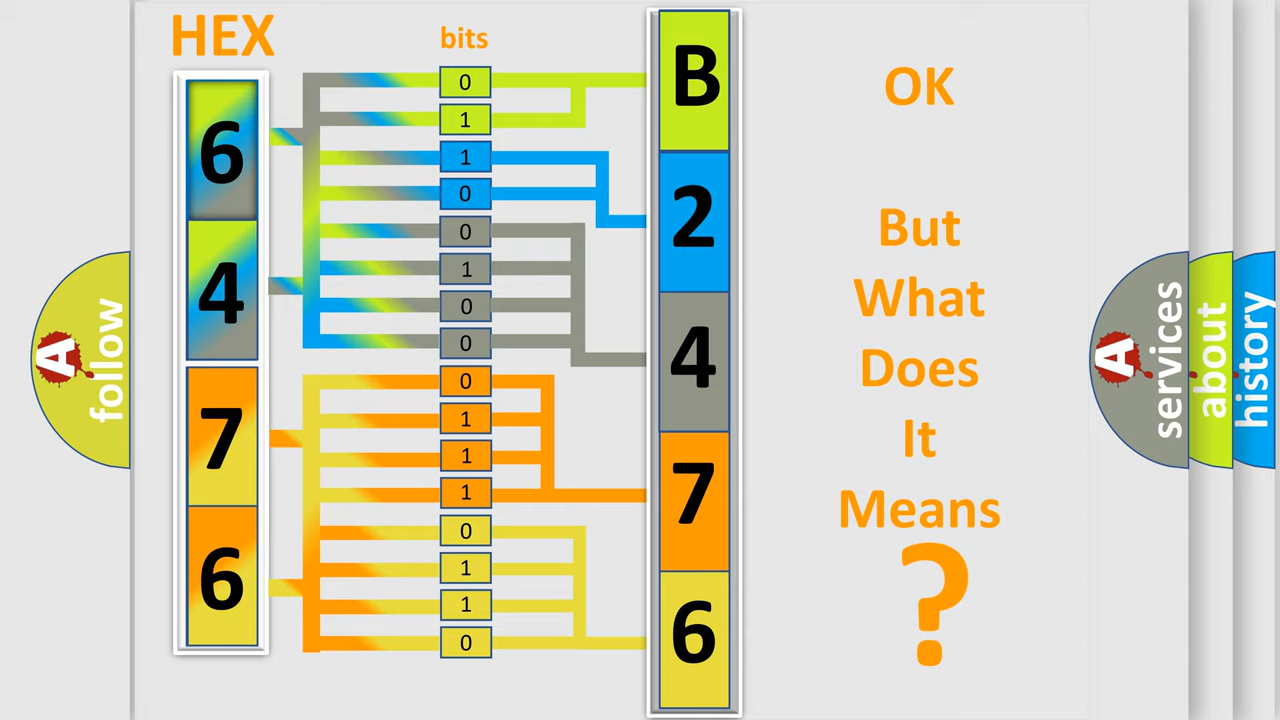 HEX
bits
6
4
7
6
0
1
1
0
0
1
0
0
0
1
1
1
0
1
1
0
B
2
4
7
6
OK
But
What
Does
It
Means
?
A
follow
A
services
about
history